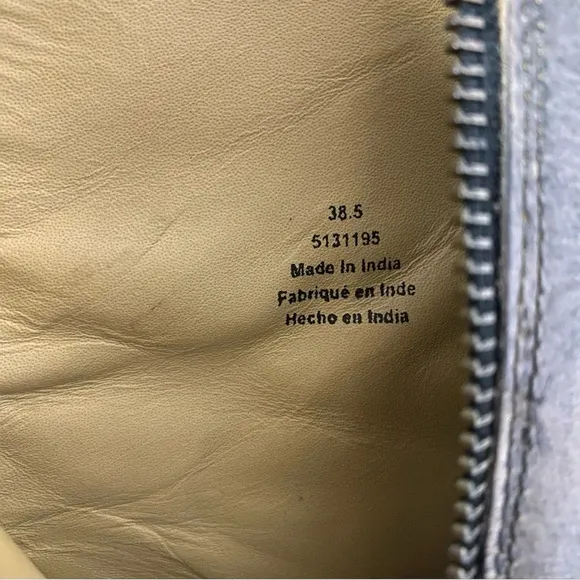 38.5
5131195
Made In India
Fabriqué en Inde
Hecho en India